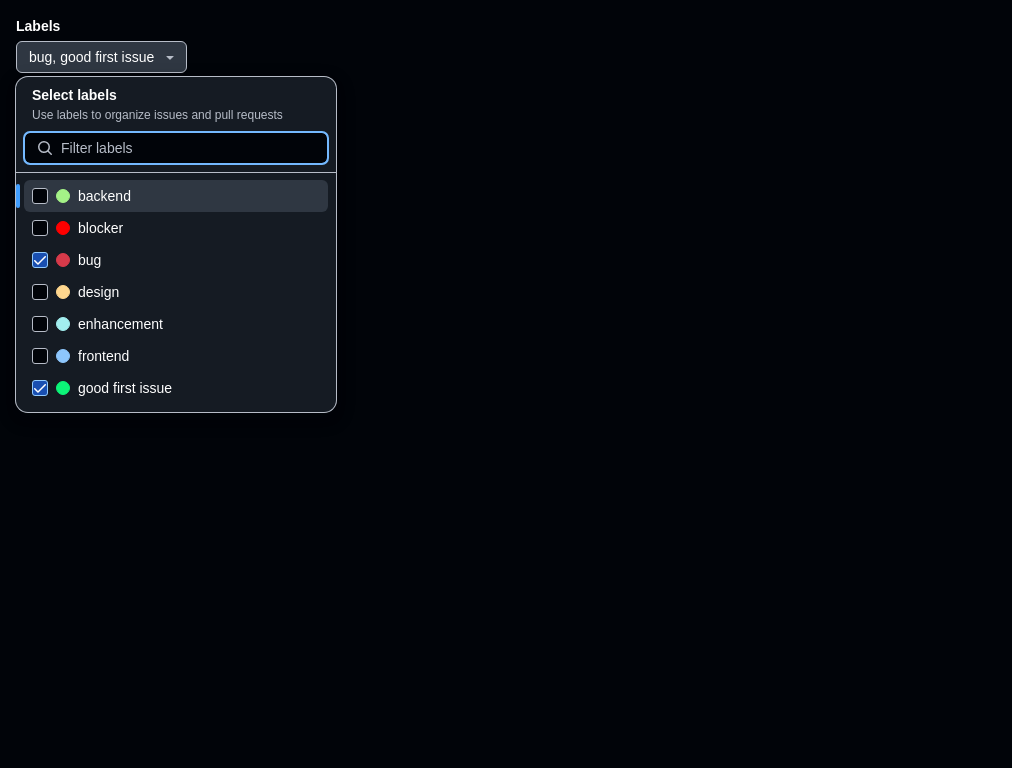 Labels
bug, good first issue
Select labels
Use labels to organize issues and pull requests
Filter labels
backend
blocker
bug
design
enhancement
frontend
good first issue